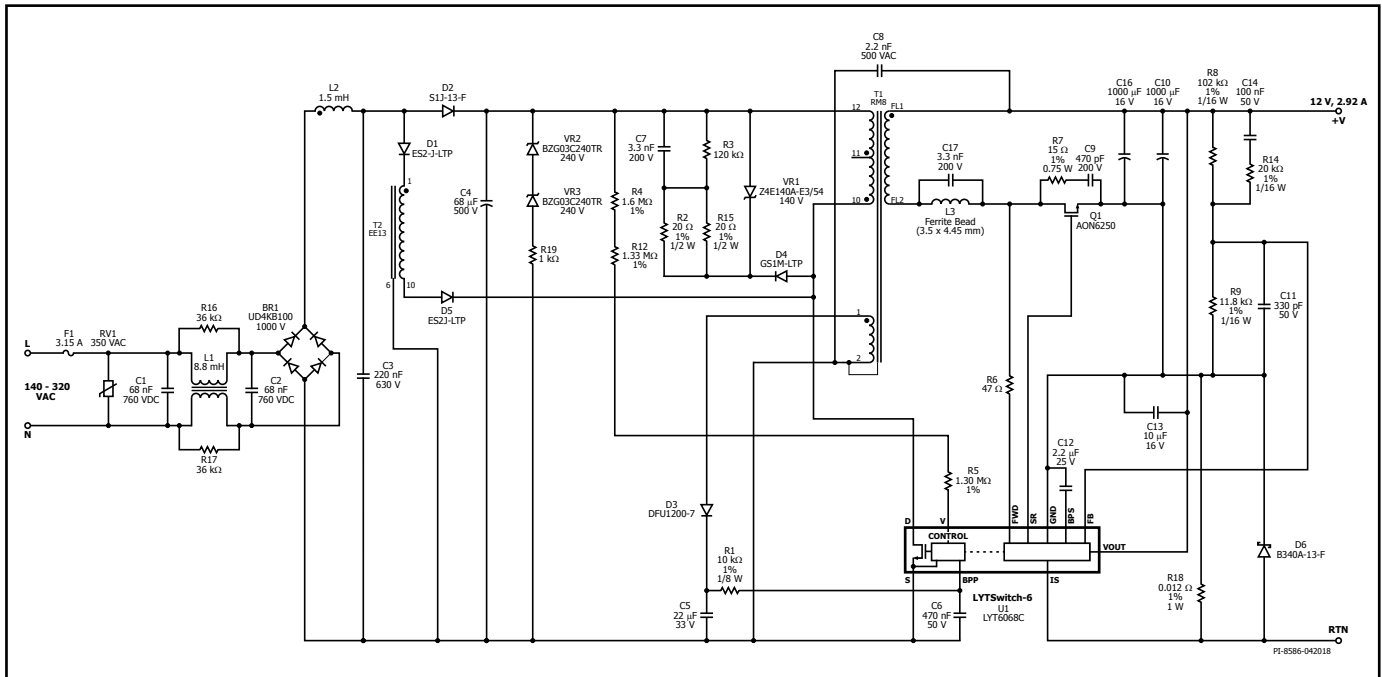 C8
2.2 nF
500 VAC
L2
1.5 mH
D2
S1J-13-F
T1
RM8
12
FL1
11
10
FL2
C16
1000 μF
16 V
C10
1000 μF
16 V
R8
102 kΩ
1%
1/16 W
C14
100 nF
50 V
12 V, 2.92 A
+V
D1
ES2-J-LTP
VR2
BZG03C240TR
240 V
C7
3.3 nF
200 V
R3
120 kΩ
C17
3.3 nF
200 V
R7
15 Ω
1%
0.75 W
C9
470 pF
200 V
R14
20 kΩ
1%
1/16 W
1
T2
EE13
6
10
C4
68 μF
500 V
VR3
BZG03C240TR
240 V
R4
1.6 MΩ
1%
VR1
Z4E140A-E3/54
140 V
L3
Ferrite Bead
(3.5 x 4.45 mm)
Q1
AON6250
R2
20 Ω
1%
1/2 W
R15
20 Ω
1%
1/2 W
R19
1 kΩ
R12
1.33 MΩ
1%
D4
GS1M-LTP
D5
ES2J-LTP
R9
11.8 kΩ
1%
1/16 W
C11
330 pF
50 V
1
2
R16
36 kΩ
BR1
UD4KB100
1000 V
F1
3.15 A
RV1
350 VAC
L
L1
8.8 mH
140 - 320
VAC
C1
68 nF
760 VDC
C2
68 nF
760 VDC
C3
220 nF
630 V
N
R17
36 kΩ
R6
47 Ω
C13
10 μF
16 V
C12
2.2 μF
25 V
R5
1.30 MΩ
1%
D3
DFU1200-7
D
V
FWD
SR
GND
BPS
FB
CONTROL
VOUT
S
BPP
IS
LYTSwitch-6
U1
LYT6068C
R1
10 kΩ
1%
1/8 W
C5
22 μF
33 V
C6
470 nF
50 V
R18
0.012 Ω
1%
1 W
D6
B340A-13-F
RTN
PI-8586-042018